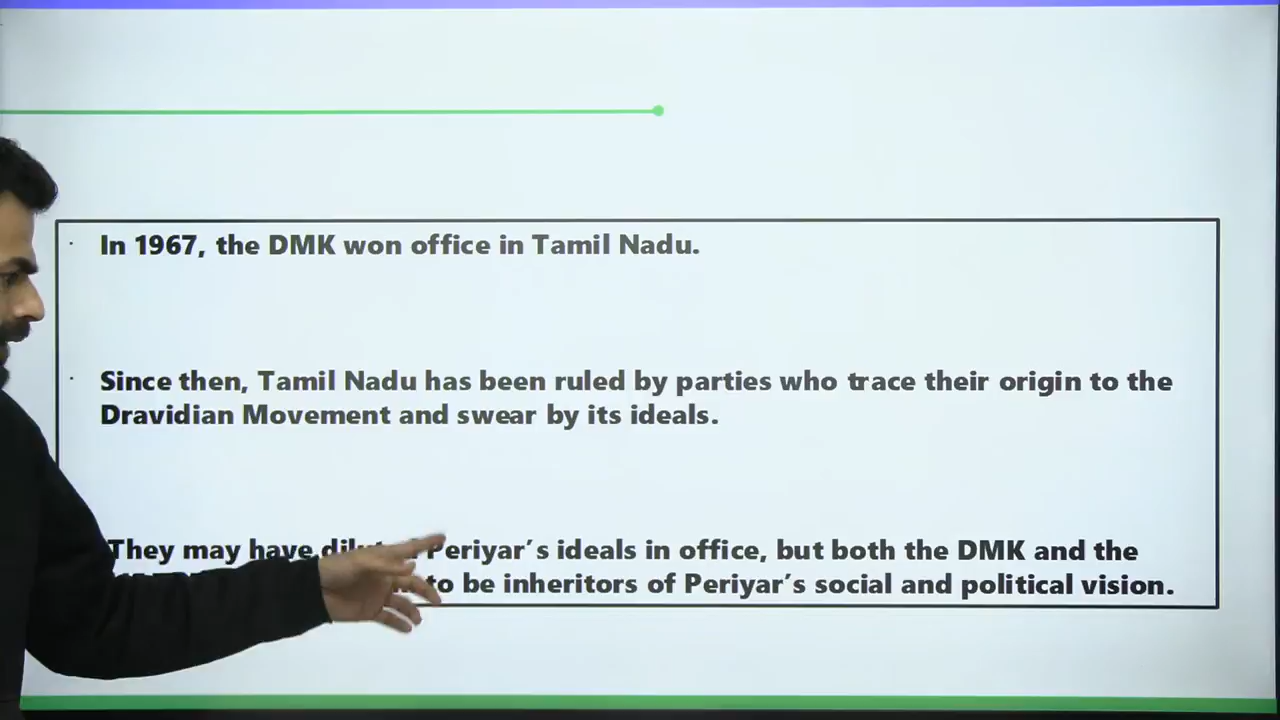 · In 1967, the DMK won office in Tamil Nadu.
· Since then, Tamil Nadu has been ruled by parties who trace their origin to the
Dravidian Movement and swear by its ideals.
They may have Periyar's ideals in office, but both the DMK and the
to be inheritors of Periyar's social and political vision.